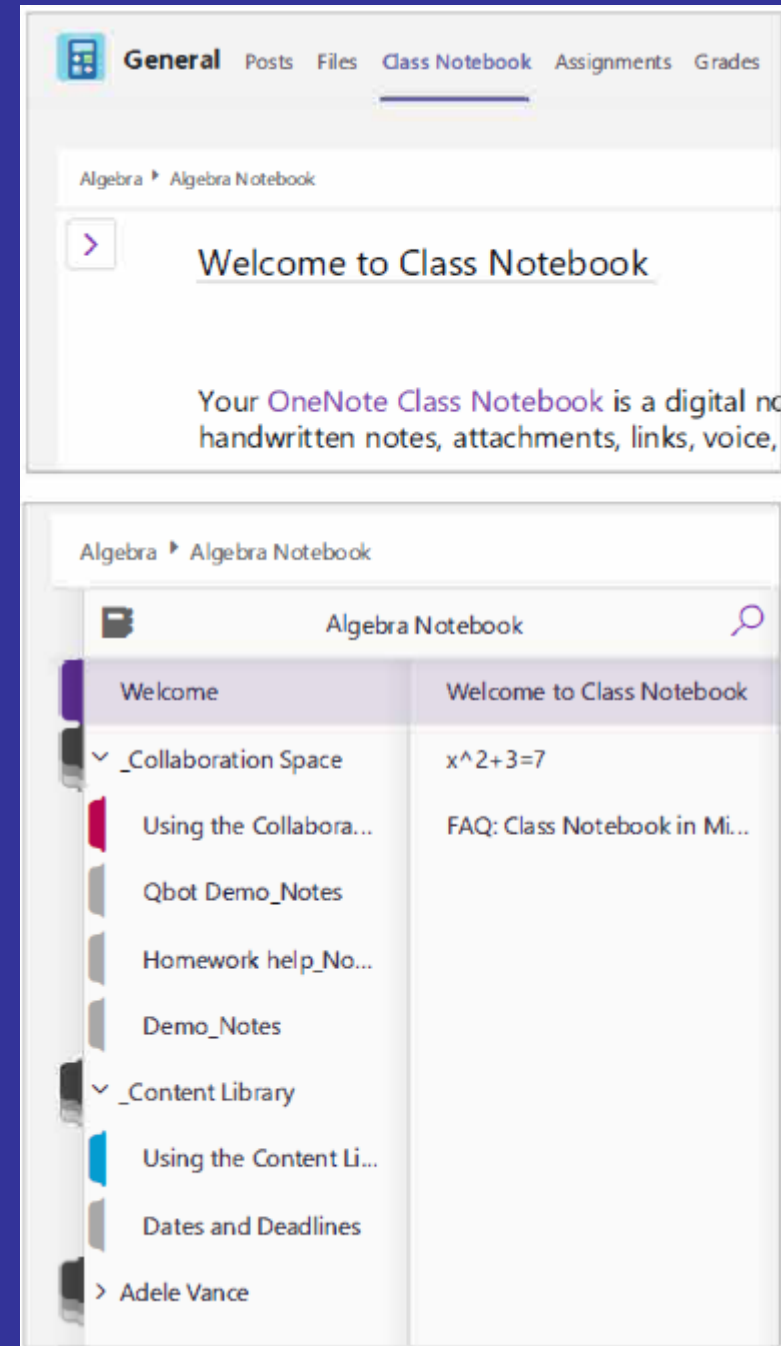 General Posts Files Class Notebook Assignments Grades
Algebra Algebra Notebook
Welcome to Class Notebook
Your OneNote Class Notebook is a digital no
handwritten notes, attachments, links, voice,
Algebra Algebra Notebook
Algebra Notebook
Welcome
Welcome to Class Notebook
_Collaboration Space
x^2+3=7
Using the Collabora...
FAQ: Class Notebook in Mi...
Qbot Demo_Notes
Homework help_No...
Demo_Notes
_Content Library
Using the Content Li...
Dates and Deadlines
Adele Vance